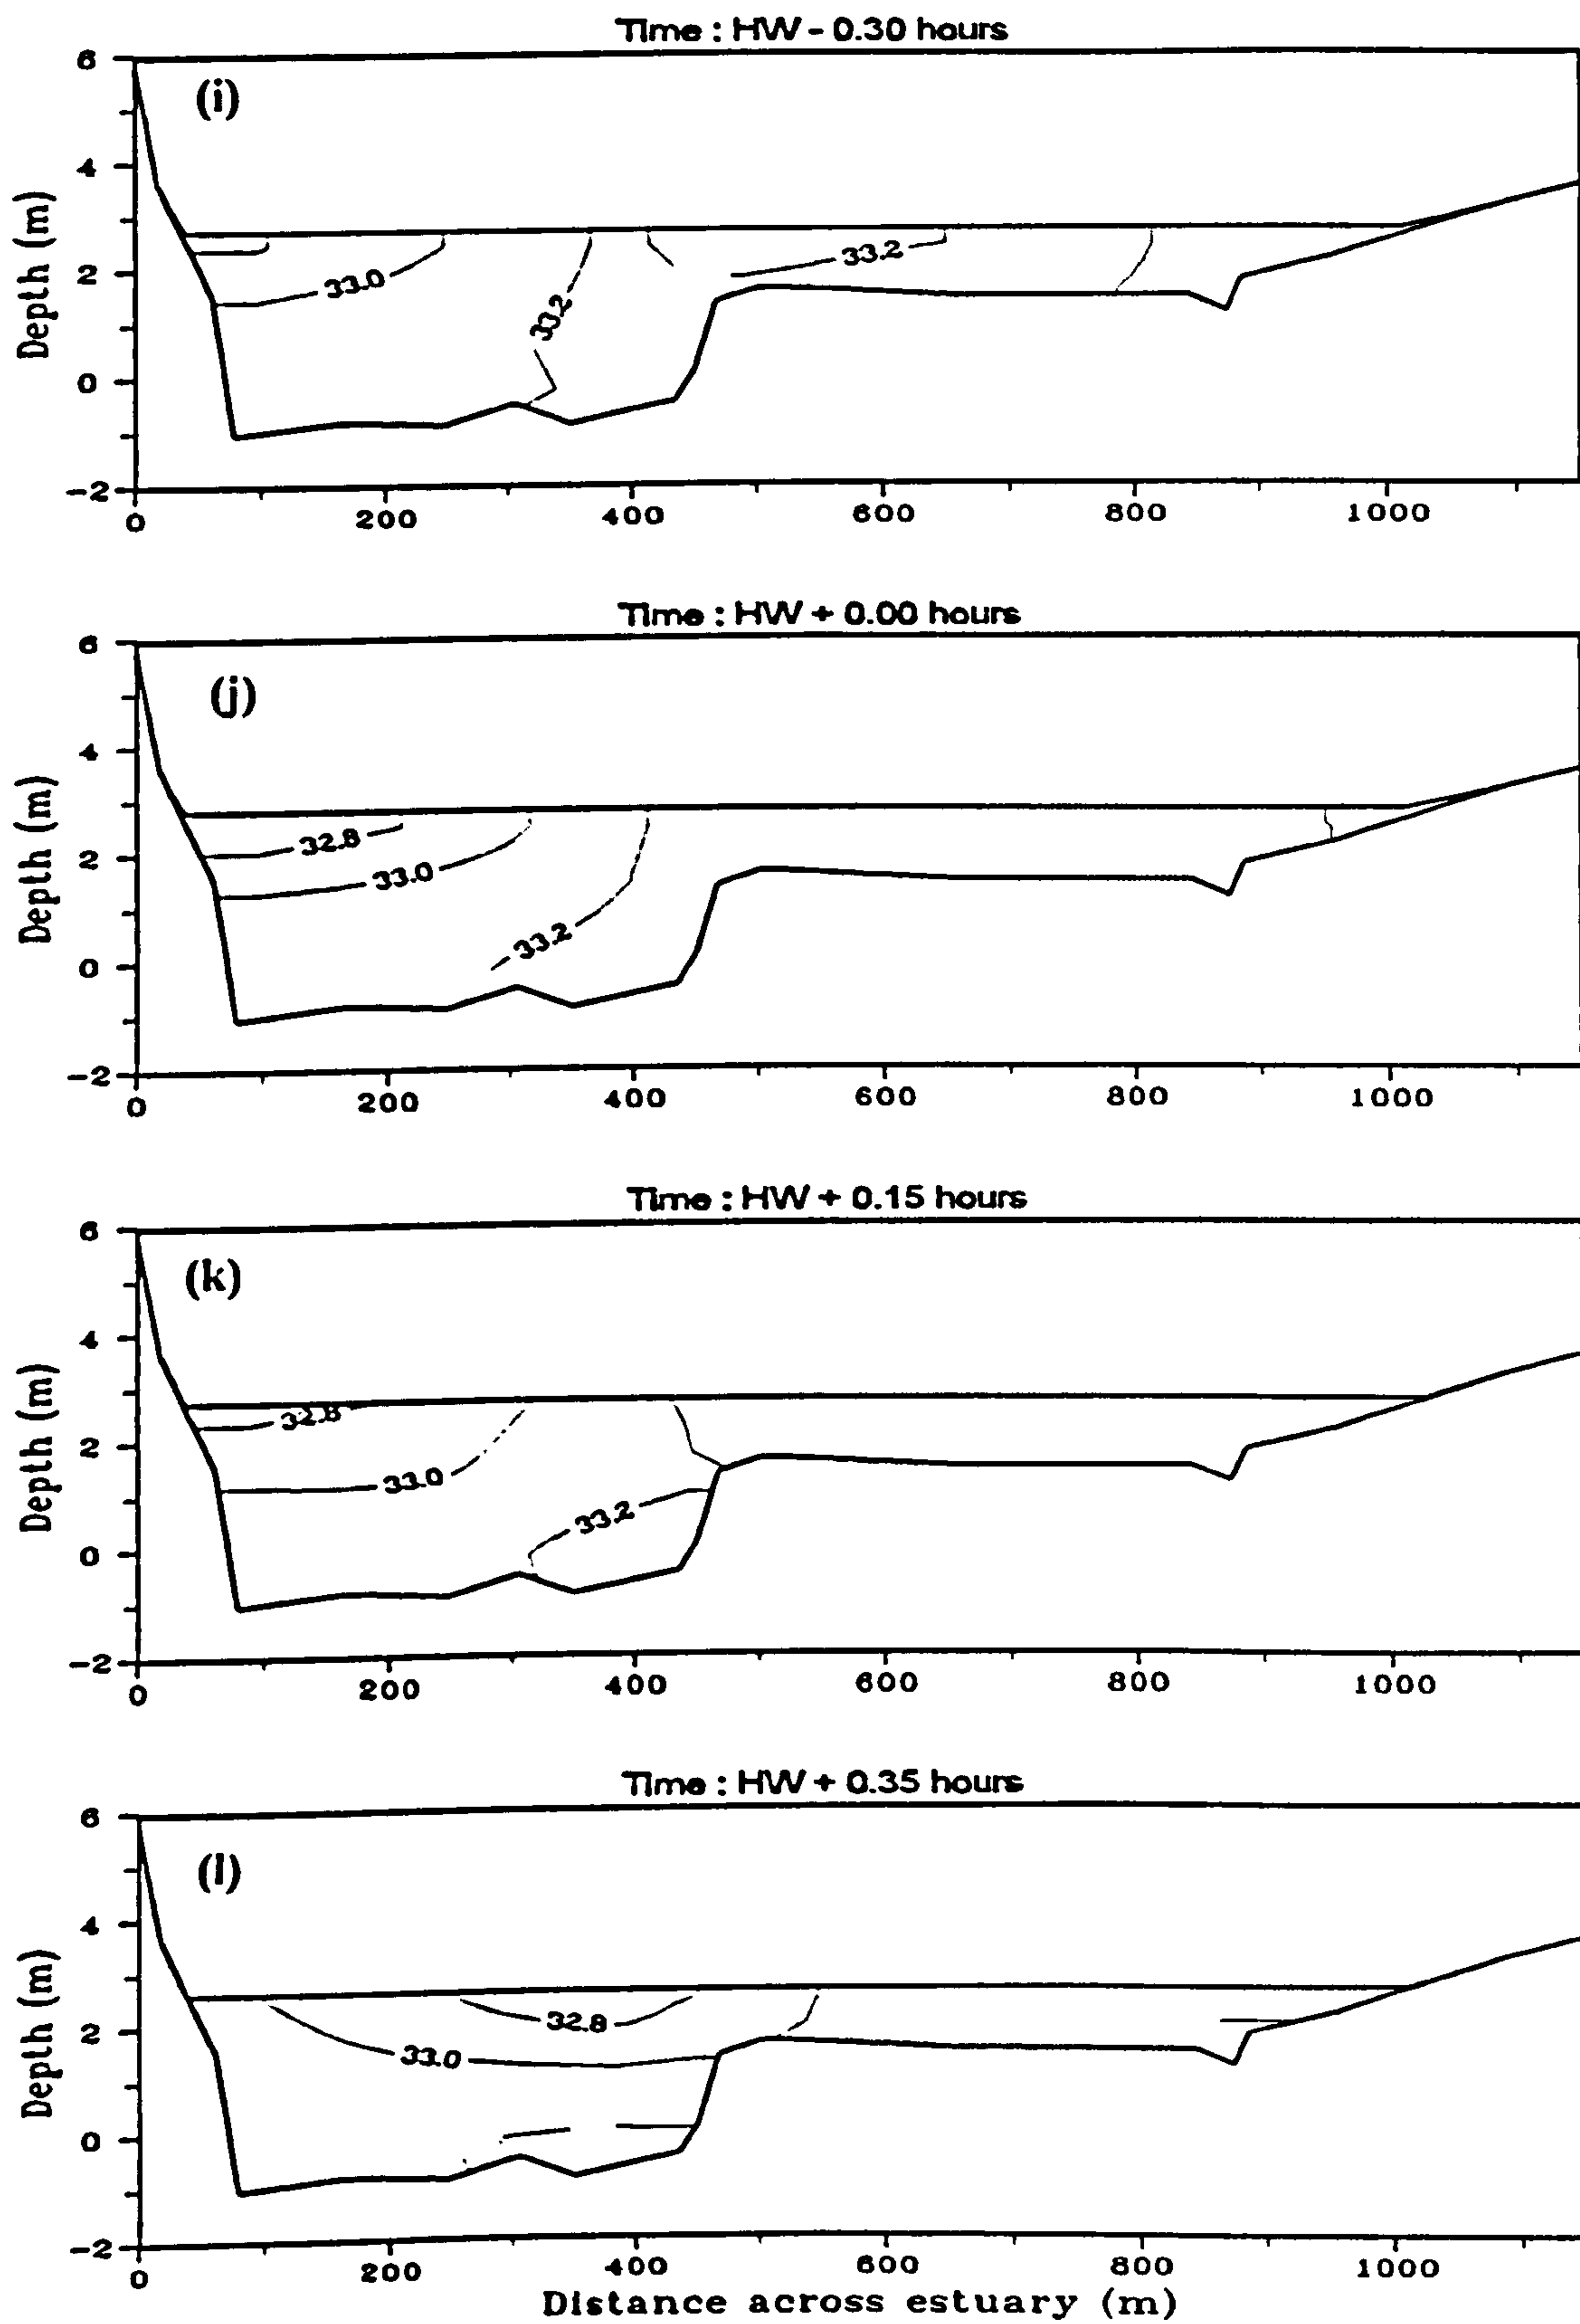 Time : HW - 0.30 hours
6
(i)
4
Depth (m)
33.2
33.0
2
33.2
0
-2
0 200 400 600 800 1000
Time : HW + 0.00 hours
6
(j)
4
Depth (m)
32.8
2
33.0
33.2
0
-2
0 200 400 600 800 1000
Time : HW + 0.15 hours
6
(k)
4
Depth (m)
32.8
2
33.0
33.2
0
-2
0 200 400 600 800 1000
Time : HW + 0.35 hours
6
(l)
4
Depth (m)
32.8
2
33.0
0
-2
0 200 400 600 800 1000
Distance across estuary (m)